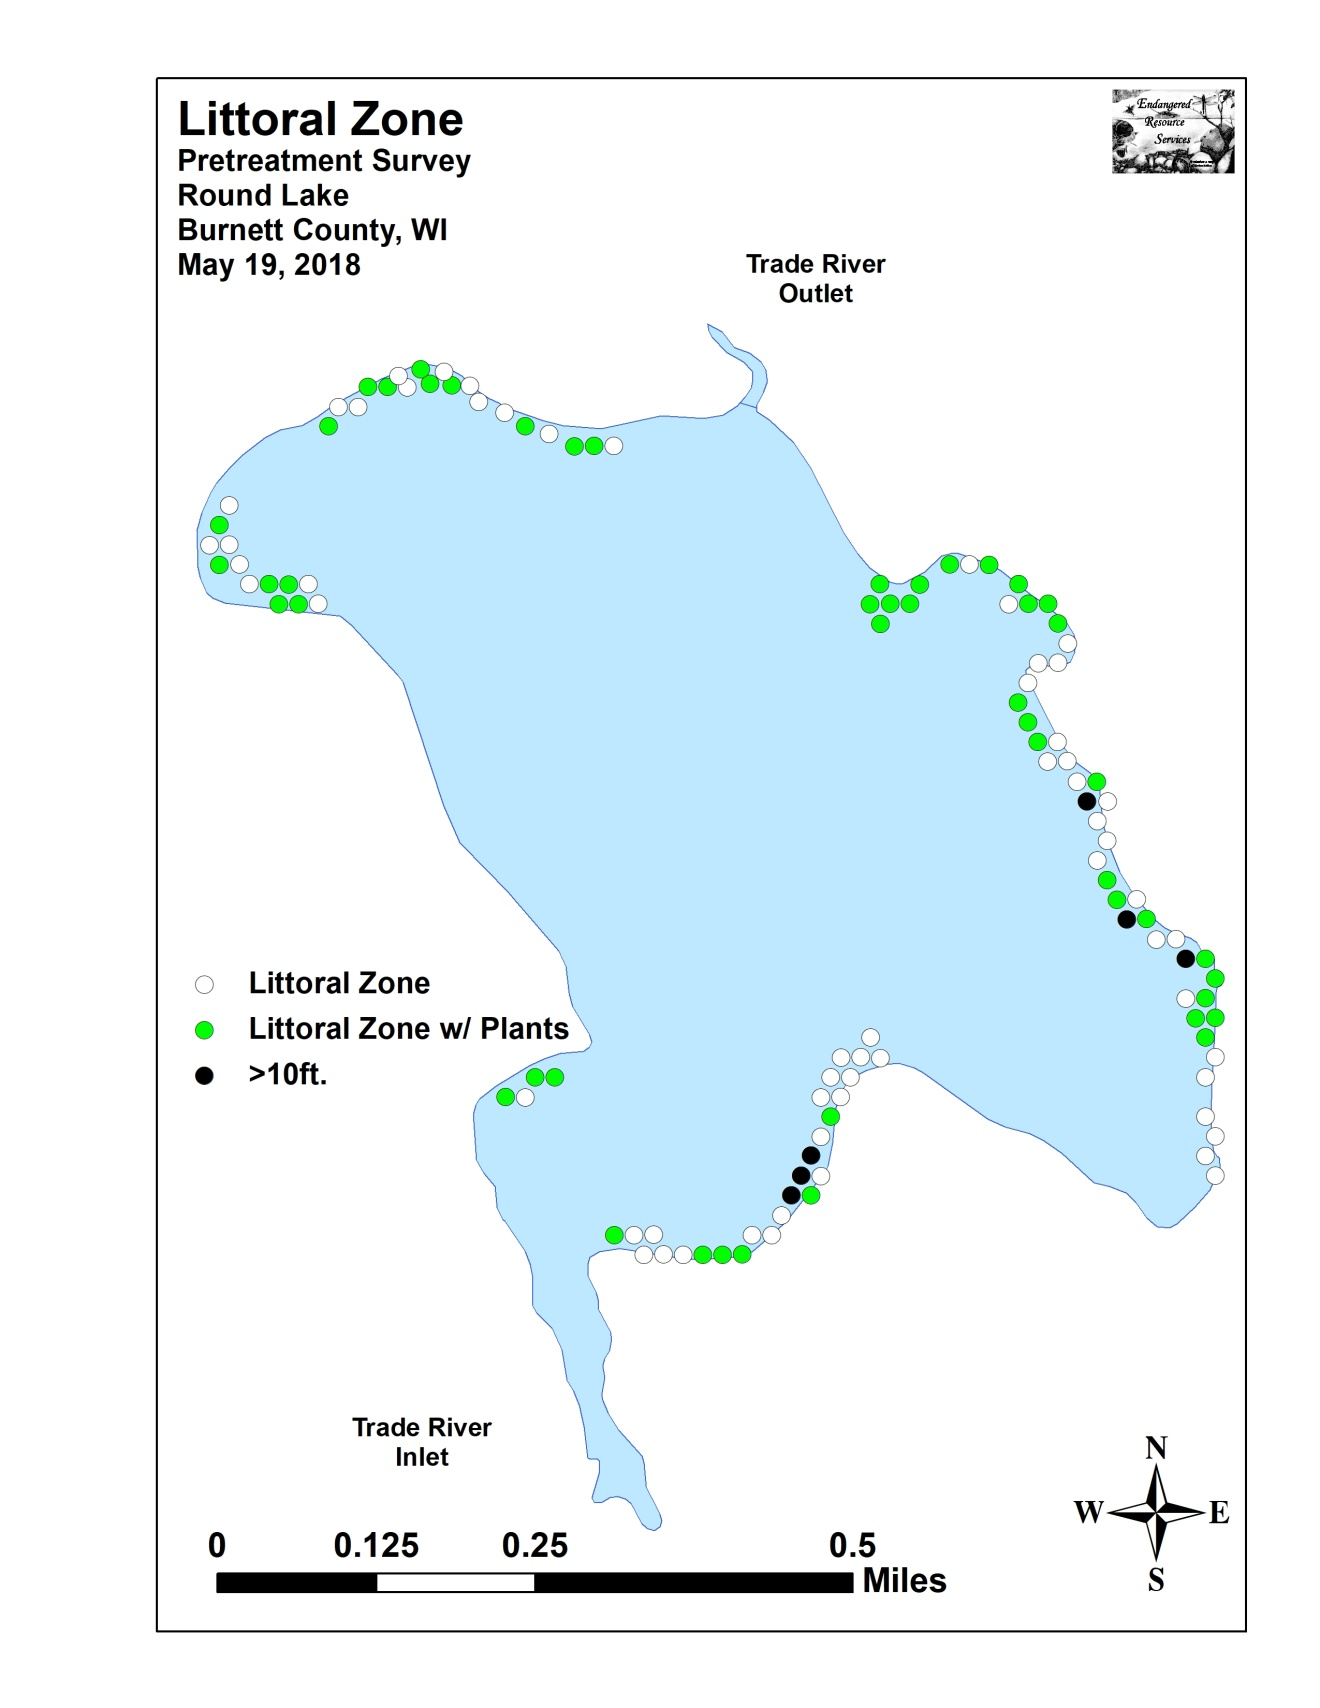 Littoral Zone
Pretreatment Survey
Round Lake
Burnett County, WI
May 19, 2018
Endangered
Resource
Services
Trade River
Outlet
Littoral Zone
Littoral Zone w/ Plants
>10ft.
Trade River
Inlet
N
W E
S
0 0.125 0.25 0.5
Miles